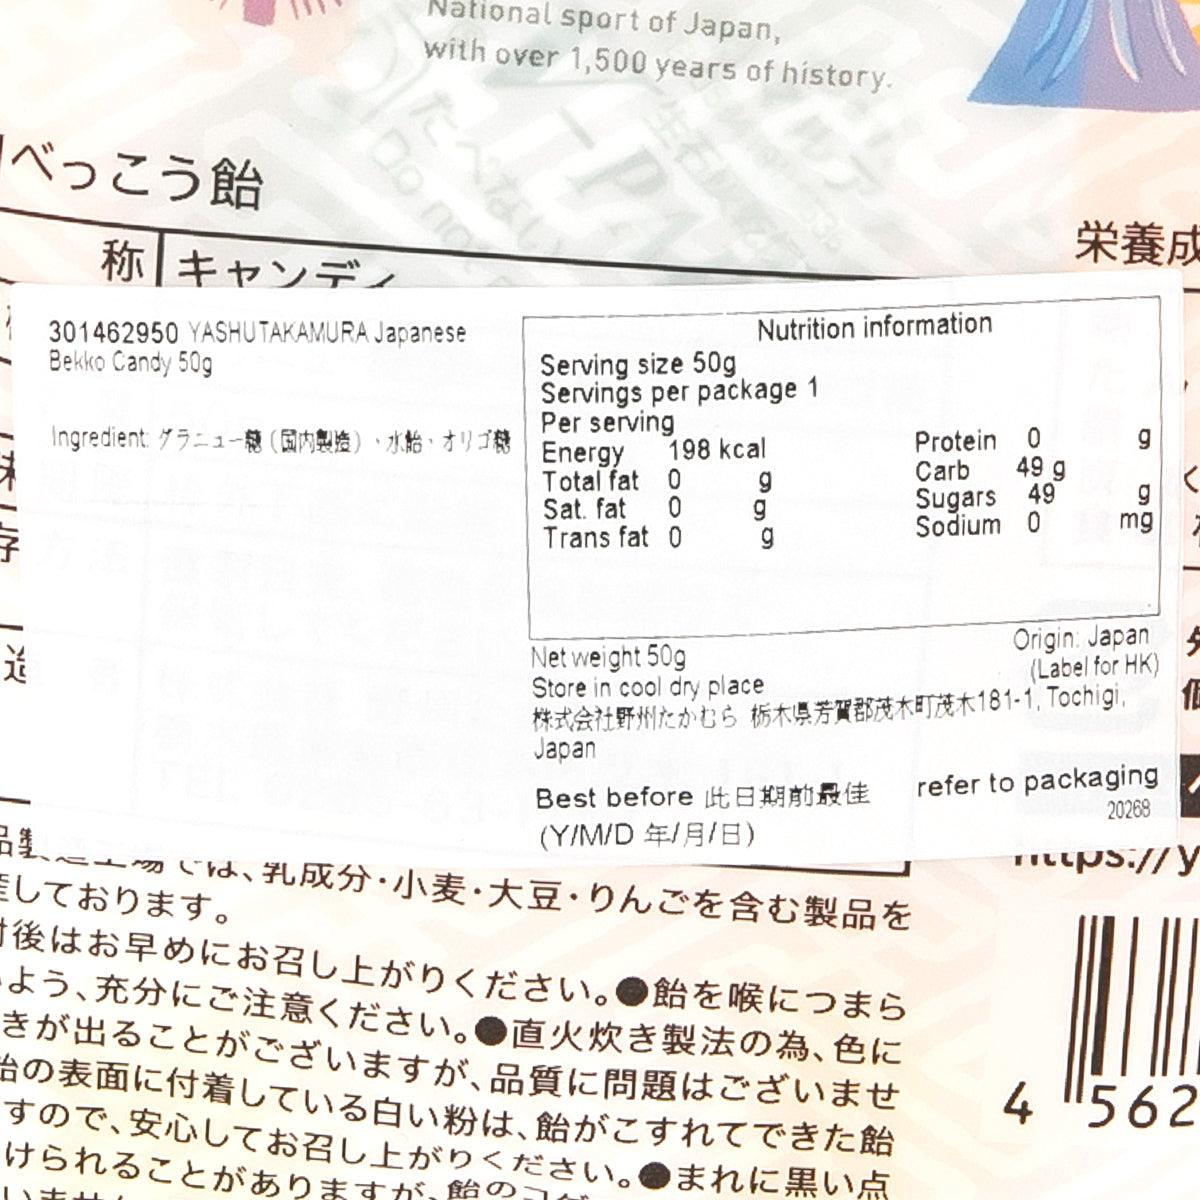 National sport of Japan,
with over 1,500 years of history.
べっこう飴
称 キャンディ
栄養成
301462950 YASHUTAKAMURA Japanese
Bekko Candy 50g
Ingredient: グラニュー糖（国内製造）・水飴・オリゴ糖
Nutrition information
Serving size 50g
Servings per package 1
Per serving
Energy 198 kcal
Total fat 0 g
Sat. fat 0 g
Trans fat 0 g
Protein 0 g
Carb 49 g
Sugars 49 g
Sodium 0 mg
Net weight 50g
Origin: Japan
Store in cool dry place
(Label for HK)
株式会社野州たかむら 栃木県芳賀郡茂木町茂木181-1, Tochigi,
Japan
Best before 此日期前最佳
refer to packaging
(Y/M/D 年/月/日)
20268
存
造
https://y
場では、乳成分・小麦・大豆・りんごを含む製品を
産しております。
封後はお早めにお召し上がりください。●飴を喉につまら
よう、充分にご注意ください。●直火炊き製法の為、色に
きが出ることがございますが、品質に問題はございませ
飴の表面に付着している白い粉は、飴がこすれてできた飴
すので、安心してお召し上がりください。●まれに黒い点
けられることがありますが、飴のコゲ
4 562